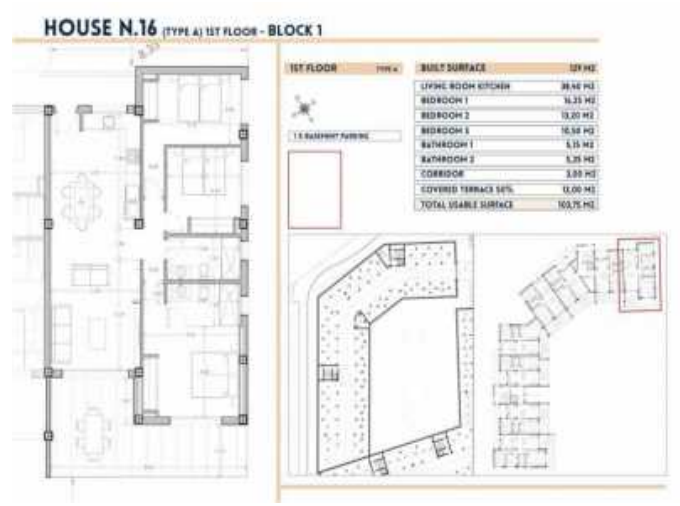 HOUSE N.16 (TYPE A) 1ST FLOOR - BLOCK 1
1ST FLOOR TYPE A
1 X BASEMENT PARKING
BUILT SURFACE 129 M2
LIVING ROOM KITCHEN 38,40 M2
BEDROOM 1 16,25 M2
BEDROOM 2 13,20 M2
BEDROOM 3 10,50 M2
BATHROOM 1 5,15 M2
BATHROOM 2 5,25 M2
CORRIDOR 3,00 M2
COVERED TERRACE 50% 12,00 M2
TOTAL USABLE SURFACE 103,75 M2